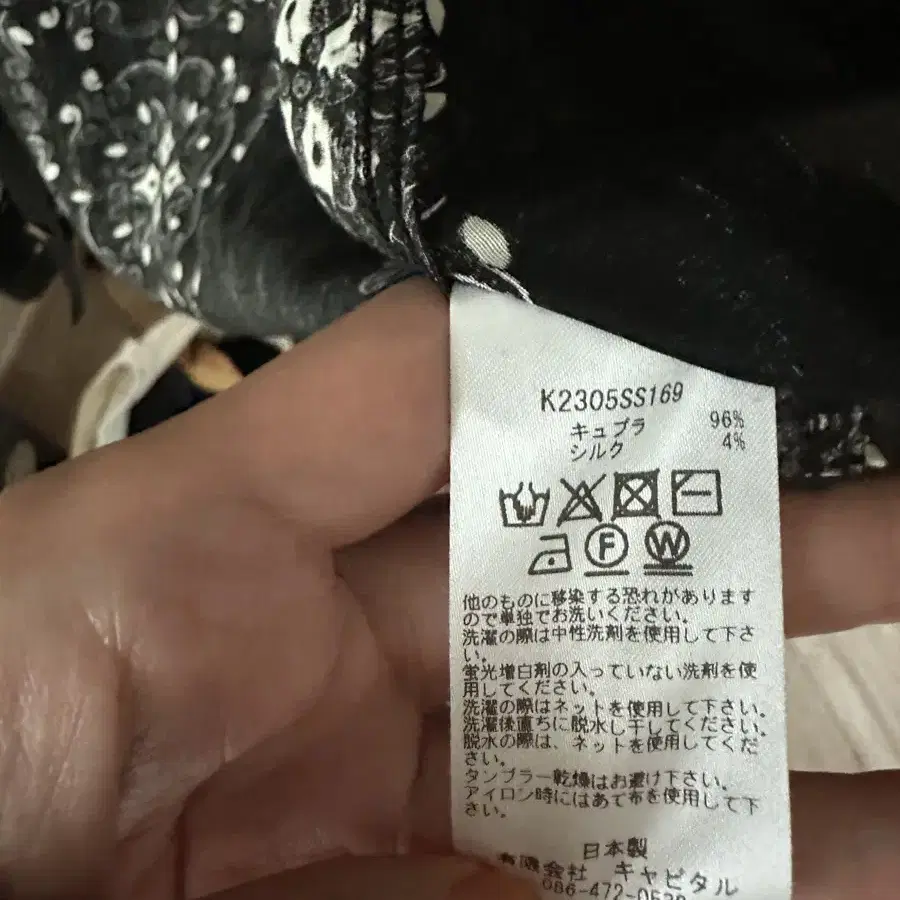 K2305SS169
キュプラ 96%
シルク 4%
F
W
他のものに移染する恐れがあります
ので単独でお洗いください。
洗濯の際は中性洗剤を使用して下さ
い。
蛍光増白剤の入っていない洗剤を使
用してください。
洗濯の際はネットを使用して下さい。
洗濯後直ちに脱水し干してください。
脱水の際は、ネットを使用してくだ
さい。
タンブラー乾燥はお避け下さい。
アイロン時にはあて布を使用して下
さい。
日本製
有限会社 キャピタル
086-472-0530